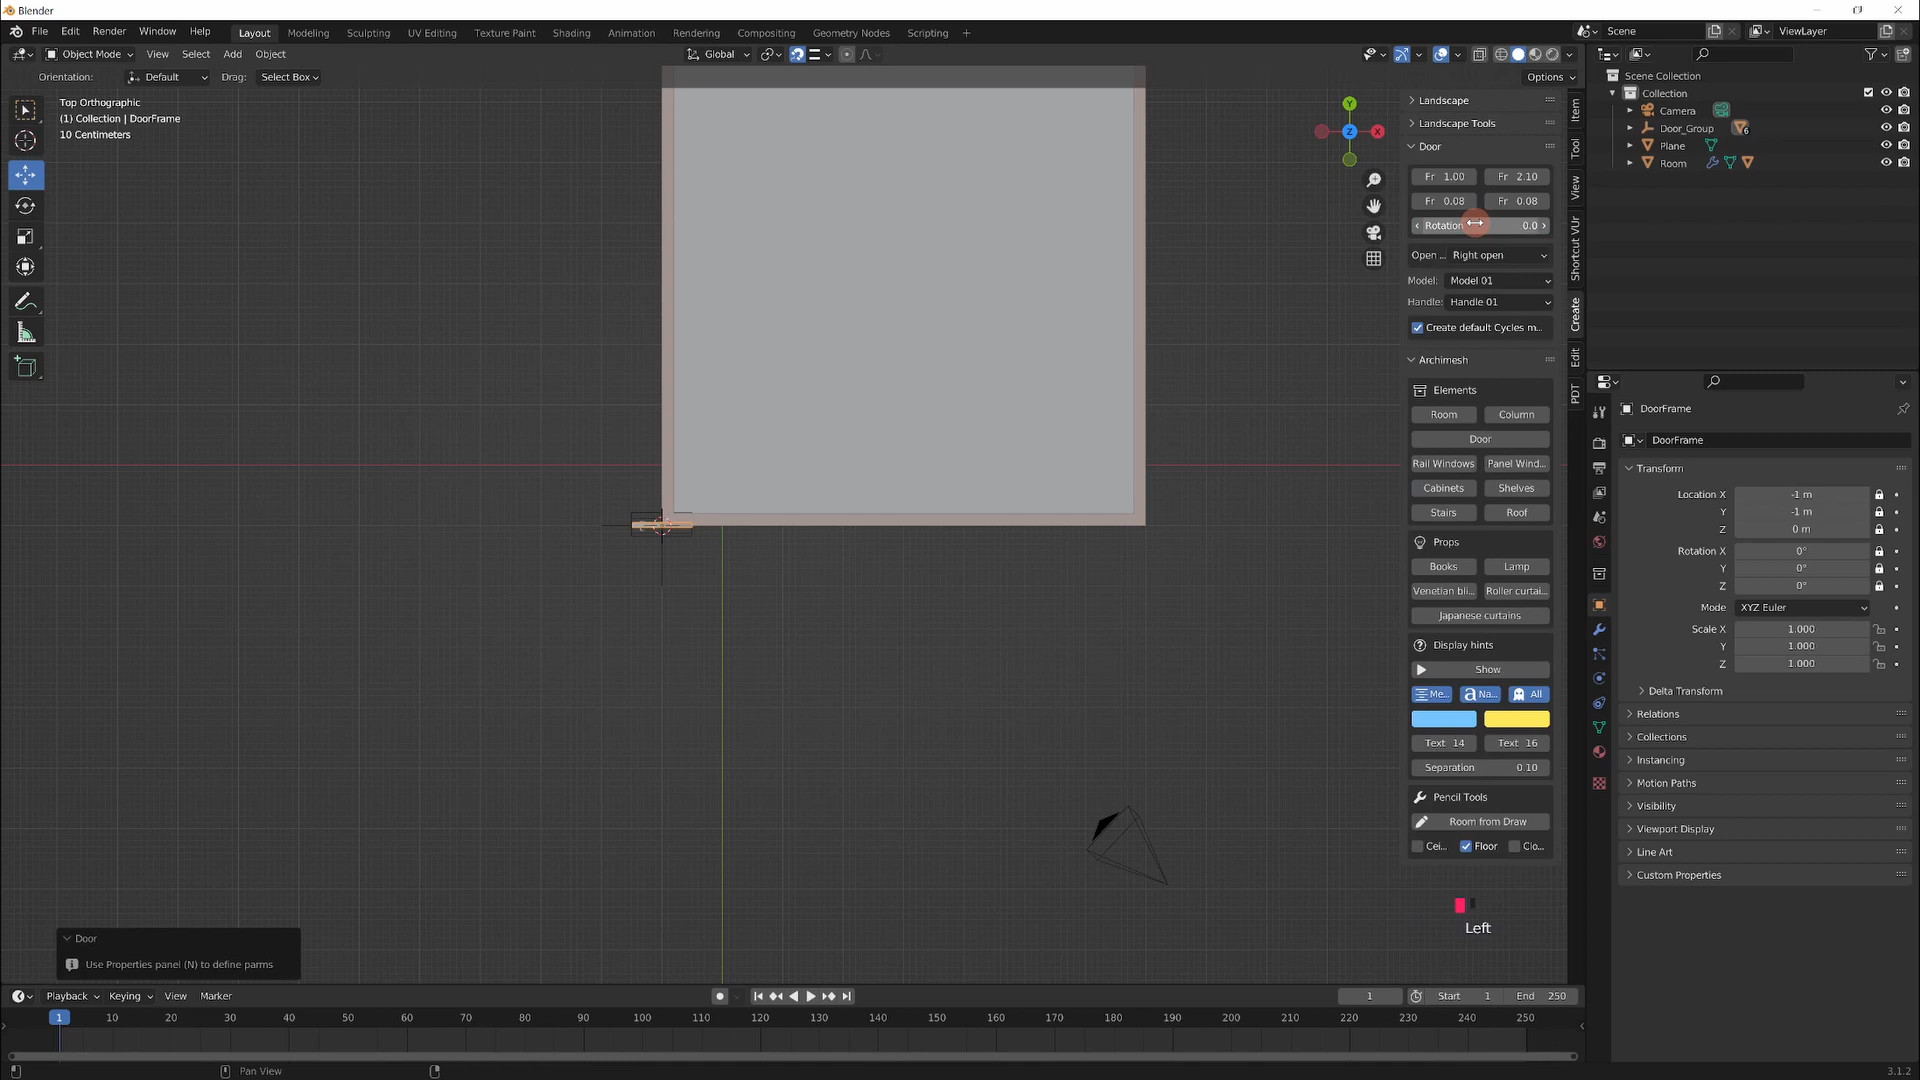 Blender
File Edit Render Window Help Layout Modeling Sculpting UV Editing Texture Paint Shading Animation Rendering Compositing Geometry Nodes Scripting + Scene ViewLayer
Object Mode View Select Add Object Global
Orientation: Default Drag: Select Box Options
Top Orthographic
(1) Collection | DoorFrame
10 Centimeters
Y
Z
X
Landscape
Landscape Tools
Door
Fr 1.00 Fr 2.10
Fr 0.08 Fr 0.08
Rotation 0.0
Open ... Right open
Model: Model 01
Handle: Handle 01
Create default Cycles m...
Archimesh
Elements
Room Column
Door
Rail Windows Panel Wind...
Cabinets Shelves
Stairs Roof
Props
Books Lamp
Venetian bli... Roller curtai...
Japanese curtains
Display hints
Show
Me... Na... All
Text 14 Text 16
Separation 0.10
Pencil Tools
Room from Draw
Cei... Floor Clo...
Item
Tool
View
Shortcut VUr
Create
Edit
PDT
Scene Collection
Collection
Camera
Door_Group 6
Plane
Room
DoorFrame
DoorFrame
Transform
Location X -1 m
Y -1 m
Z 0 m
Rotation X 0°
Y 0°
Z 0°
Mode XYZ Euler
Scale X 1.000
Y 1.000
Z 1.000
Delta Transform
Relations
Collections
Instancing
Motion Paths
Visibility
Viewport Display
Line Art
Custom Properties
Left
Door
Use Properties panel (N) to define parms
Playback Keying View Marker 1 Start 1 End 250
1 10 20 30 40 50 60 70 80 90 100 110 120 130 140 150 160 170 180 190 200 210 220 230 240 250
Pan View 3.1.2